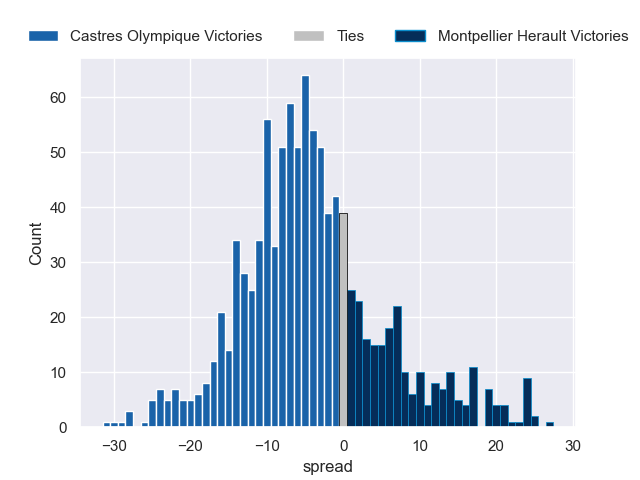 Castres Olympique Victories Ties Montpellier Herault Victories
60
50
40
30
20
10
0
Count
−30 −20 −10 0 10 20 30
spread